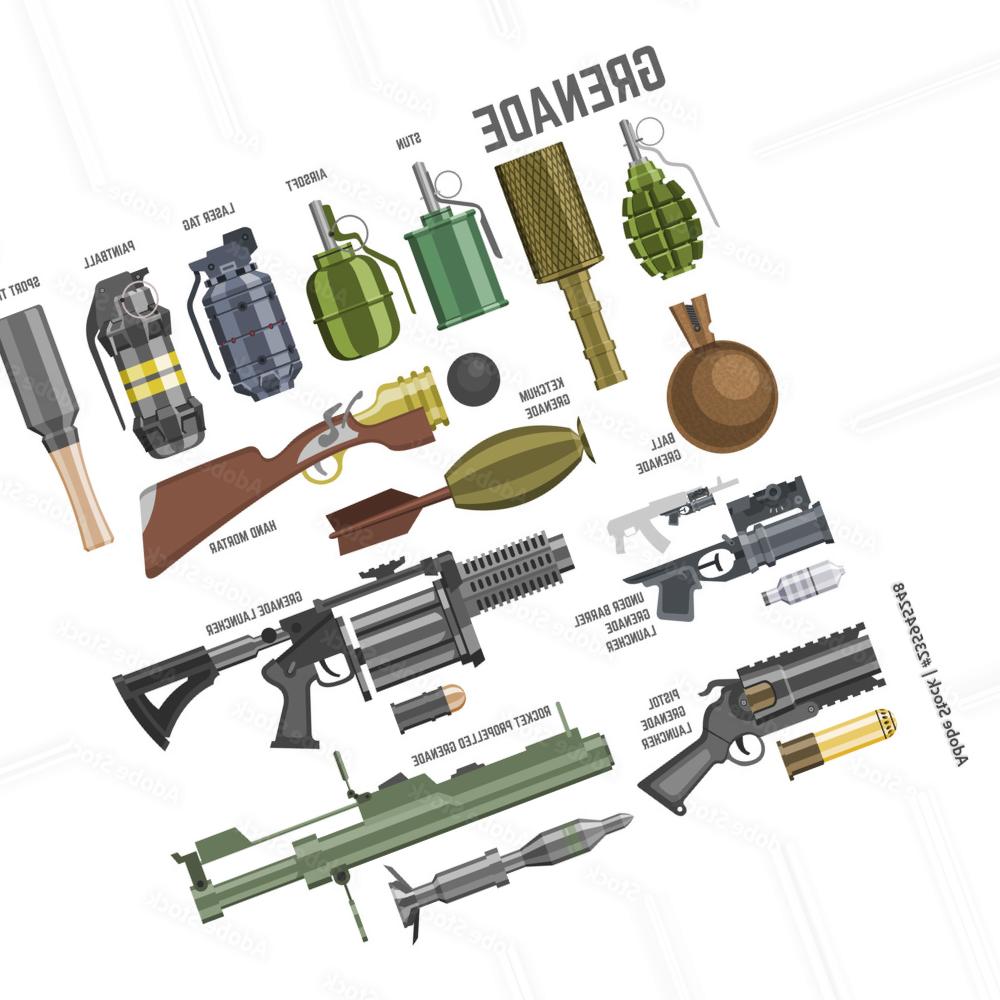 GRENADE
STUN
AIRSOFT
LASER TAG
PAINTBALL
SPORT
KETCHUM
GRENADE
BALL
GRENADE
HAND MORTAR
UNDER BARREL
GRENADE
LAUNCHER
GRENADE LAUNCHER
PISTOL
GRENADE
LAUNCHER
ROCKET PROPELLED GRENADE
Adobe Stock | #235945248